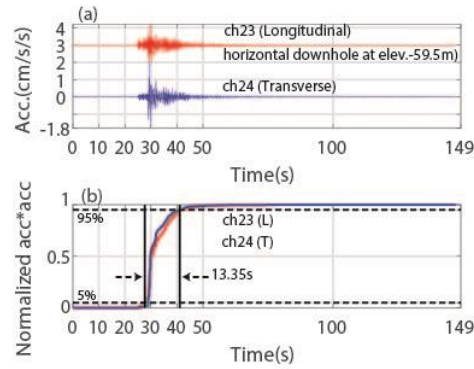 (a)
4
3
2
1
0
-1.8
Acc.(cm/s/s)
ch23 (Longitudinal)
horizontal downhole at elev.-59.5m)
ch24 (Transverse)
0 10 20 30 40 50 100 149
Time(s)
(b)
1
0.5
0
Normalized acc*acc
95%
5%
ch23 (L)
ch24 (T)
13.35s
0 10 20 30 40 50 100 149
Time(s)